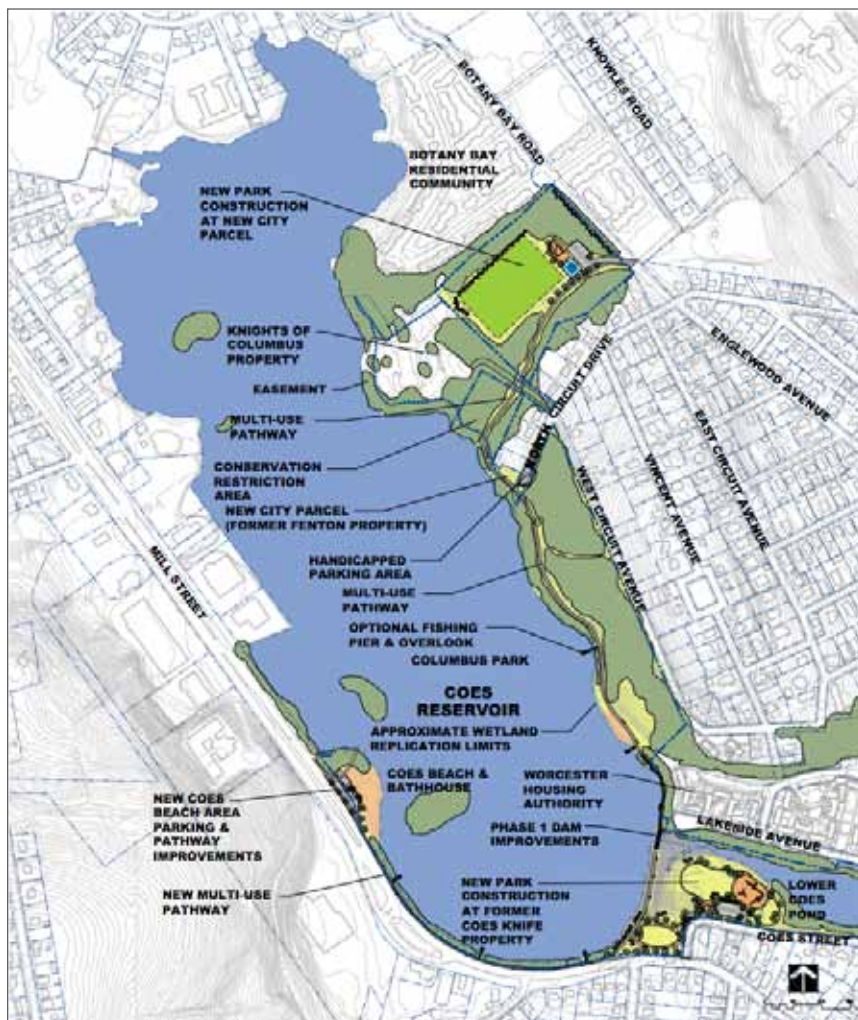 KNOWLES ROAD
BOTANY BAY ROAD
BOTANY BAY
RESIDENTIAL
COMMUNITY
NEW PARK
CONSTRUCTION
AT NEW CITY
PARCEL
KNIGHTS OF
COLUMBUS
PROPERTY
EASEMENT
MULTI-USE
PATHWAY
CONSERVATION
RESTRICTION
AREA
NEW CITY PARCEL
(FORMER FENTON PROPERTY)
NORTH CIRCUIT DRIVE
ENGLEWOOD AVENUE
EAST CIRCUIT AVENUE
VINCENT AVENUE
WEST CIRCUIT AVENUE
HANDICAPPED
PARKING AREA
MULTI-USE
PATHWAY
MILL STREET
OPTIONAL FISHING
PIER & OVERLOOK
COLUMBUS PARK
COES
RESERVOIR
APPROXIMATE WETLAND
REPLICATION LIMITS
COES BEACH &
BATHHOUSE
WORCESTER
HOUSING
AUTHORITY
NEW COES
BEACH AREA
PARKING &
PATHWAY
IMPROVEMENTS
PHASE 1 DAM
IMPROVEMENTS
LAKESIDE AVENUE
NEW MULTI-USE
PATHWAY
NEW PARK
CONSTRUCTION
AT FORMER
COES KNIFE
PROPERTY
LOWER
COES
POND
COES STREET